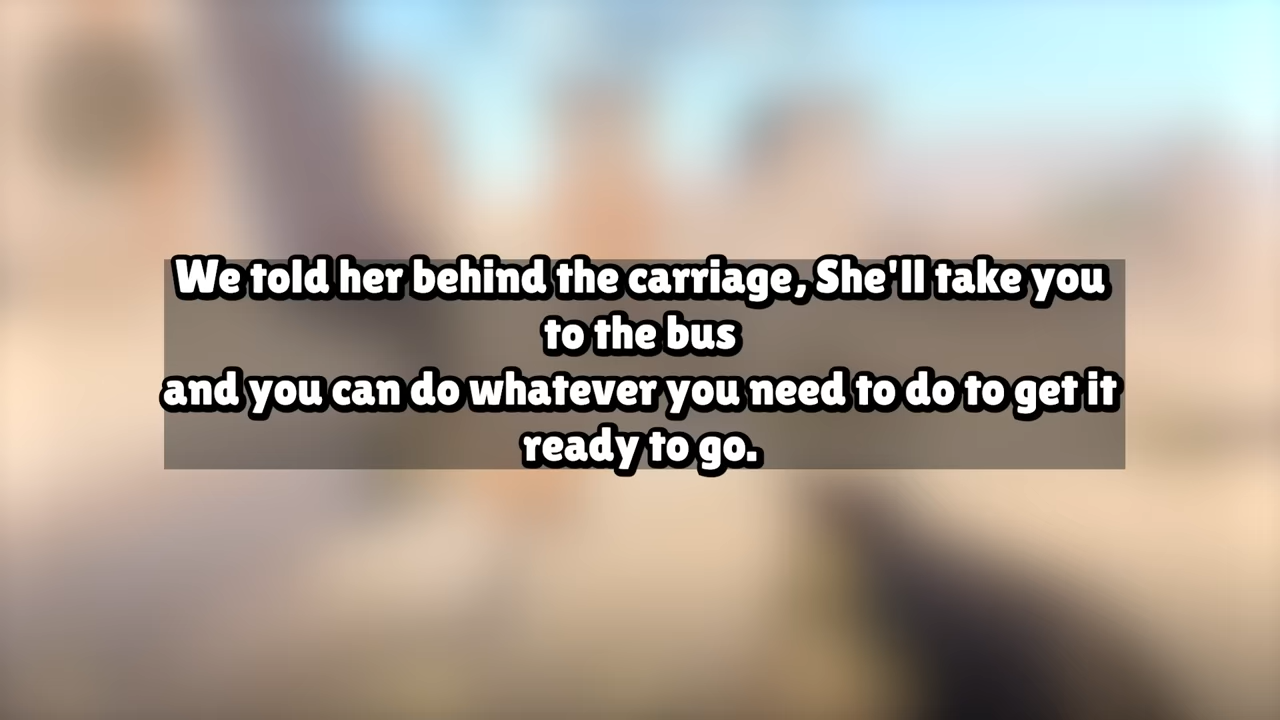 We told her behind the carriage, She'll take you
to the bus
and you can do whatever you need to do to get it
ready to go.